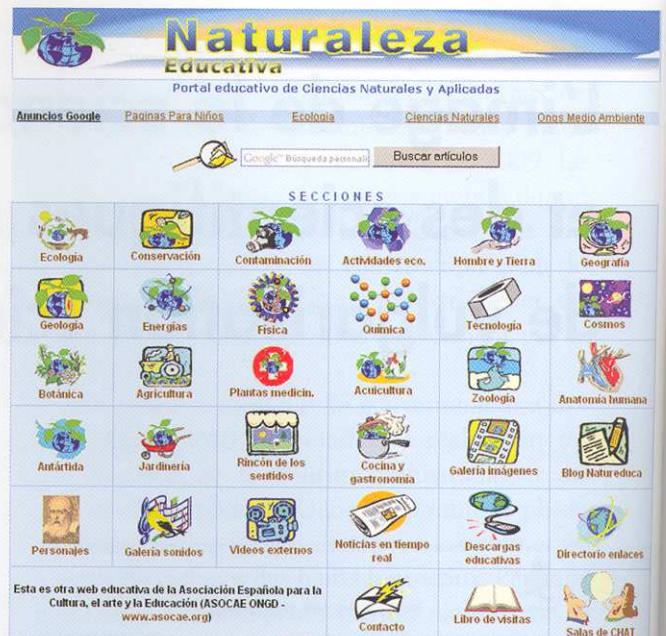 Naturaleza
Educativa
Portal educativo de Ciencias Naturales y Aplicadas
Anuncios Google Paginas Para Niños Ecologia Ciencias Naturales Ongs Medio Ambiente
Google™ Búsqueda personali Buscar artículos
SECCIONES
Ecología Conservación Contaminación Actividades eco. Hombre y Tierra Geografía
Geología Energías Física Química Tecnología Cosmos
Botánica Agricultura Plantas medicin. Acuicultura Zoología Anatomía humana
Antártida Jardinería Rincón de los
sentidos
Cocina y
gastronomía
Galería imágenes Blog Natureduca
Personajes Galería sonidos Videos externos Noticias en tiempo
real
Descargas
educativas
Directorio enlaces
Esta es otra web educativa de la Asociación Española para la
Cultura, el arte y la Educación (ASOCAE ONGD -
www.asocae.org)
Contacto Libro de visitas Salas de CHAT